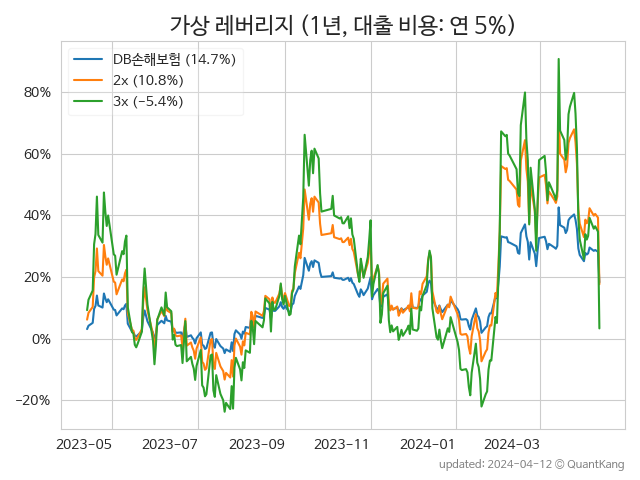 가상 레버리지 (1년, 대출 비용: 연 5%)
DB손해보험 (14.7%)
2x (10.8%)
3x (−5.4%)
80%
60%
40%
20%
0%
−20%
2023-05 2023-07 2023-09 2023-11 2024-01 2024-03
updated: 2024-04-12 © QuantKang